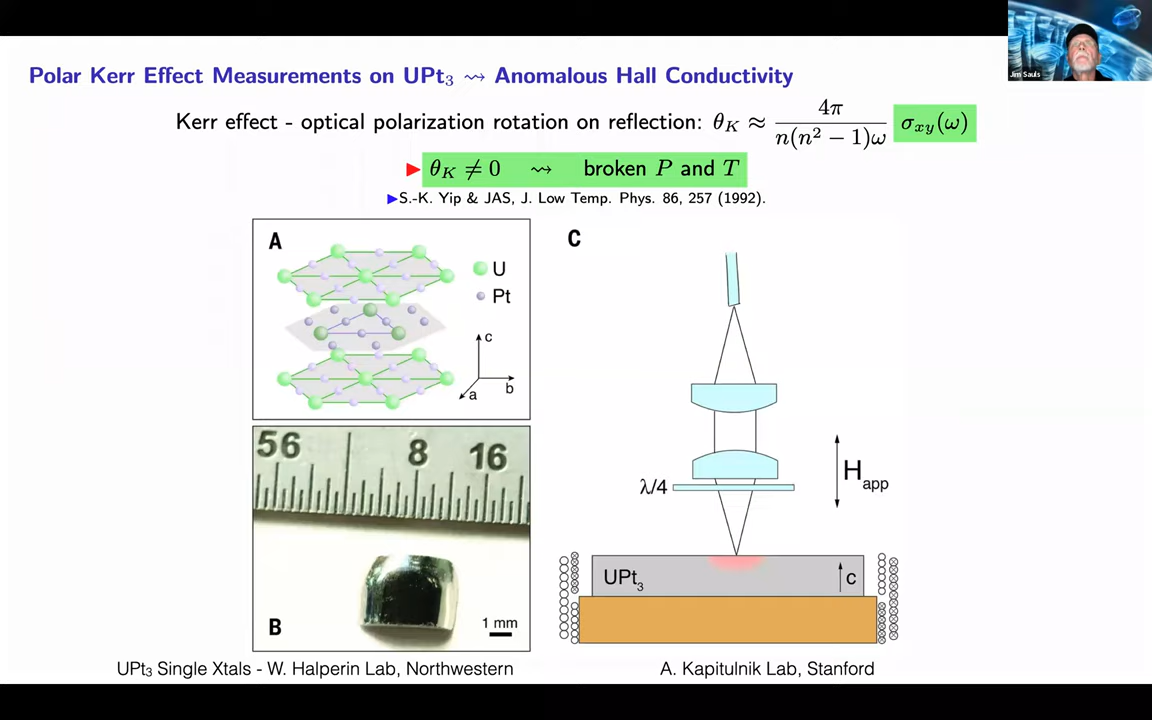 Jim Sauls
Polar Kerr Effect Measurements on UPt₃ ⇝ Anomalous Hall Conductivity
Kerr effect - optical polarization rotation on reflection: θ_K ≈ 4π / n(n² − 1)ω σ_xy(ω)
▶ θ_K ≠ 0 ⇝ broken P and T
▶S.-K. Yip & JAS, J. Low Temp. Phys. 86, 257 (1992).
A
U
Pt
c
b
a
56 8 16
B
1 mm
C
λ/4
H_app
UPt₃
c
UPt₃ Single Xtals - W. Halperin Lab, Northwestern
A. Kapitulnik Lab, Stanford